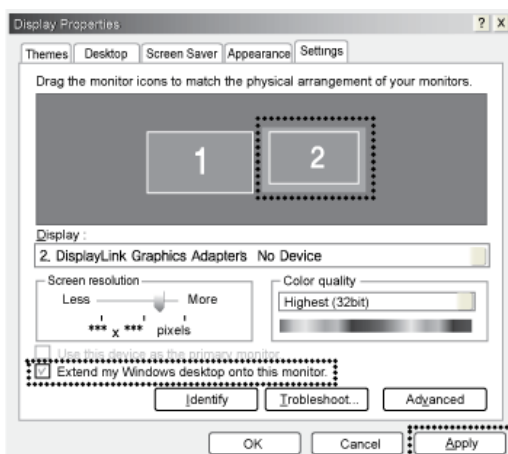 Display Properties
? X
Themes Desktop Screen Saver Appearance Settings
Drag the monitor icons to match the physical arrangement of your monitors.
1 2
Display :
2. DisplayLink Graphics Adapters No Device
Screen resolution
Less More
*** x *** pixels
Color quality
Highest (32bit)
Use this device as the primary monitor
Extend my Windows desktop onto this monitor.
Identify Trobleshoot... Advanced
OK Cancel Apply